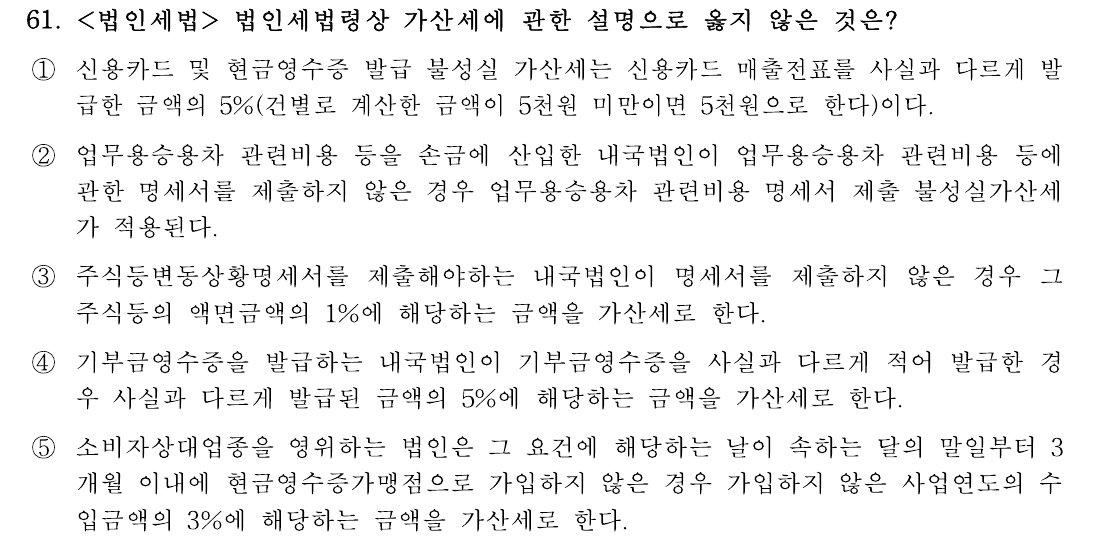 61. <법인세법> 법인세법령상 가산세에 관한 설명으로 옳지 않은 것은?
① 신용카드 및 현금영수증 발급 불성실 가산세는 신용카드 매출전표를 사실과 다르게 발
급한 금액의 5%(건별로 계산한 금액이 5천원 미만이면 5천원으로 한다)이다.
② 업무용승용차 관련비용 등을 손금에 산입한 내국법인이 업무용승용차 관련비용 등에
관한 명세서를 제출하지 않은 경우 업무용승용차 관련비용 명세서 제출 불성실가산세
가 적용된다.
③ 주식등변동상황명세서를 제출해야하는 내국법인이 명세서를 제출하지 않은 경우 그
주식등의 액면금액의 1%에 해당하는 금액을 가산세로 한다.
④ 기부금영수증을 발급하는 내국법인이 기부금영수증을 사실과 다르게 적어 발급한 경
우 사실과 다르게 발급된 금액의 5%에 해당하는 금액을 가산세로 한다.
⑤ 소비자상대업종을 영위하는 법인은 그 요건에 해당하는 날이 속하는 달의 말일부터 3
개월 이내에 현금영수증가맹점으로 가입하지 않은 경우 가입하지 않은 사업연도의 수
입금액의 3%에 해당하는 금액을 가산세로 한다.